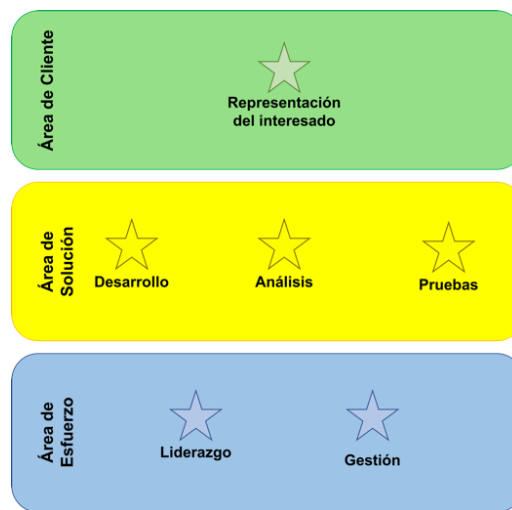 Área de Cliente
Representación
del interesado
Área de
Solución
Desarrollo
Análisis
Pruebas
Área de
Esfuerzo
Liderazgo
Gestión